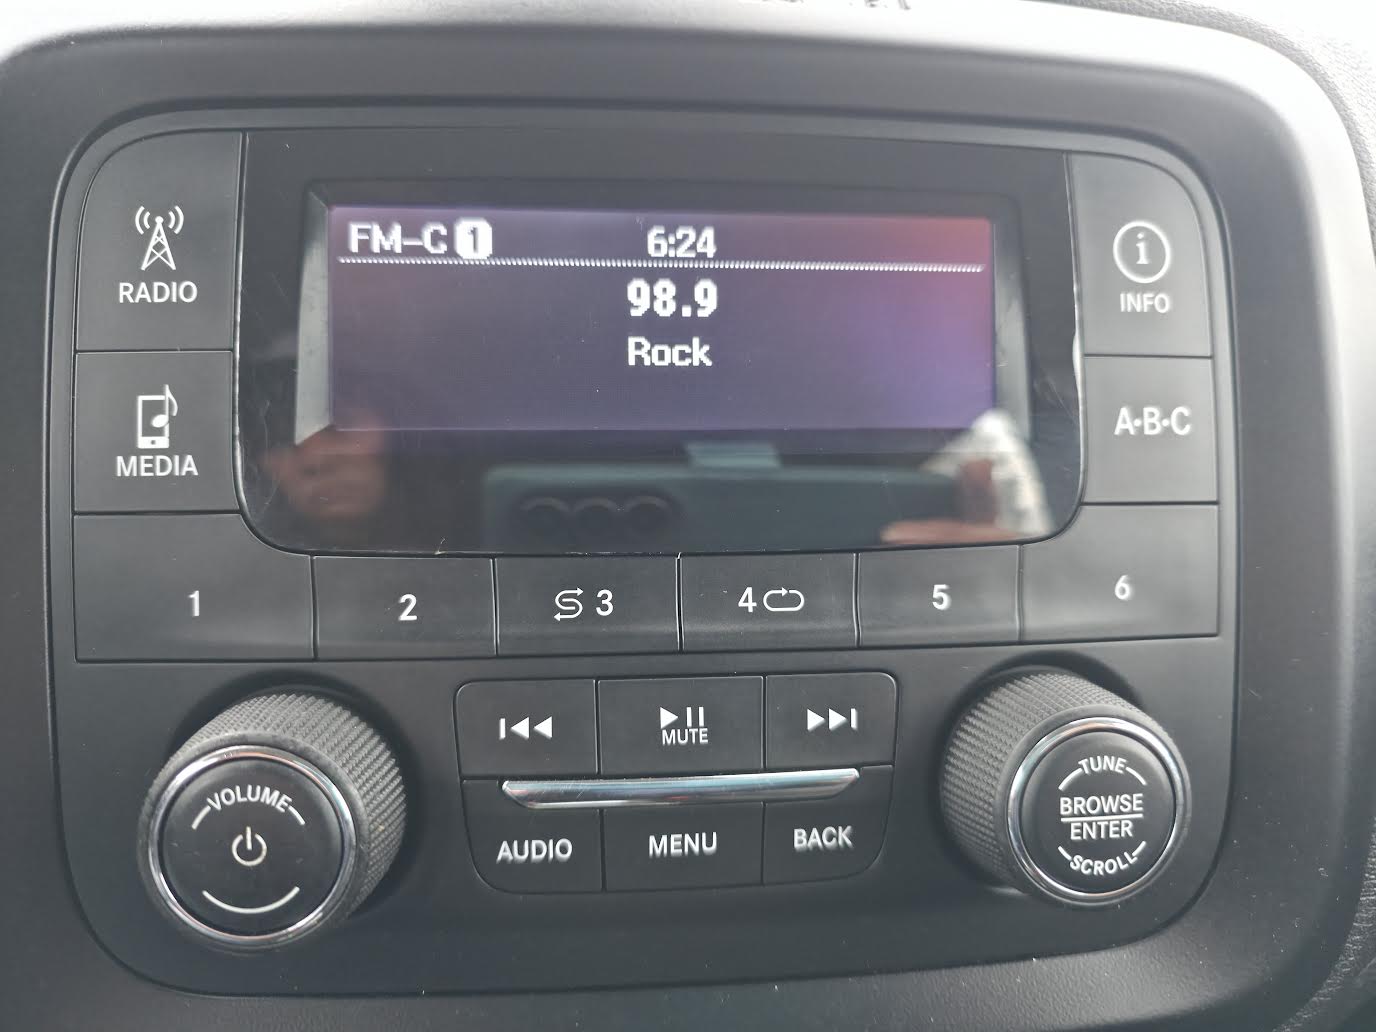 FM-C 1 6:24
98.9
Rock
RADIO
MEDIA
i
INFO
A•B•C
1 2 3 4 5 6
MUTE
AUDIO MENU BACK
VOLUME
TUNE
BROWSE
ENTER
SCROLL